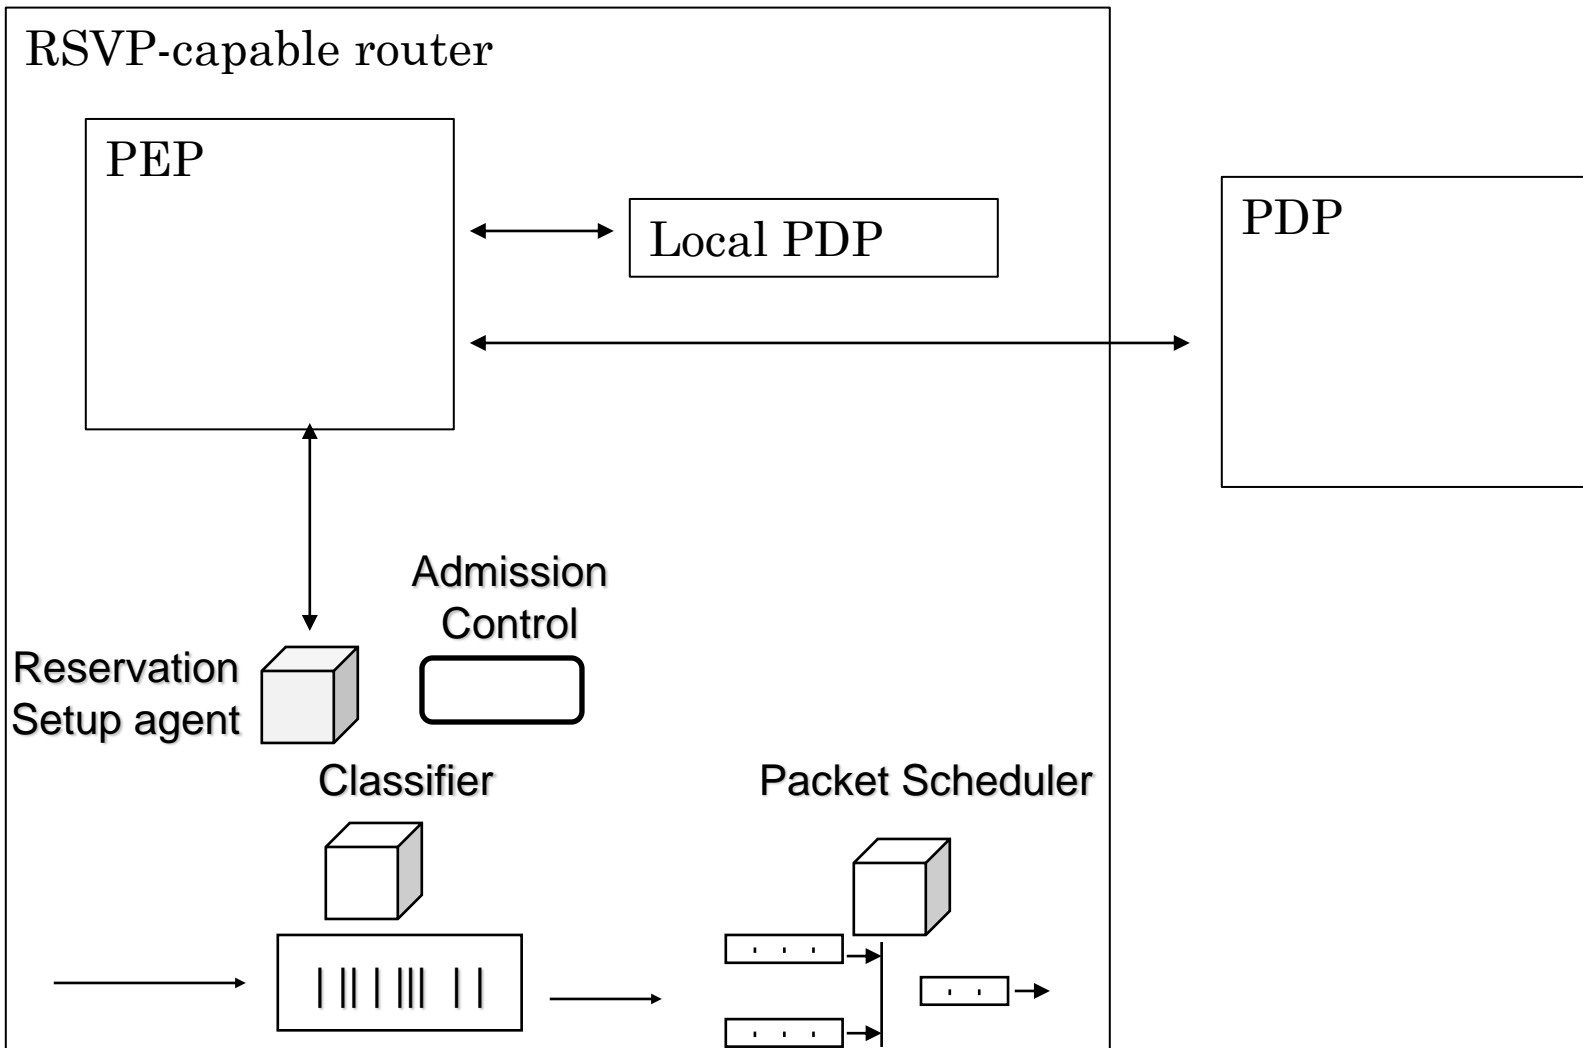 RSVP-capable router
PEP
Local PDP
PDP
Admission
Control
Reservation
Setup agent
Classifier
Packet Scheduler